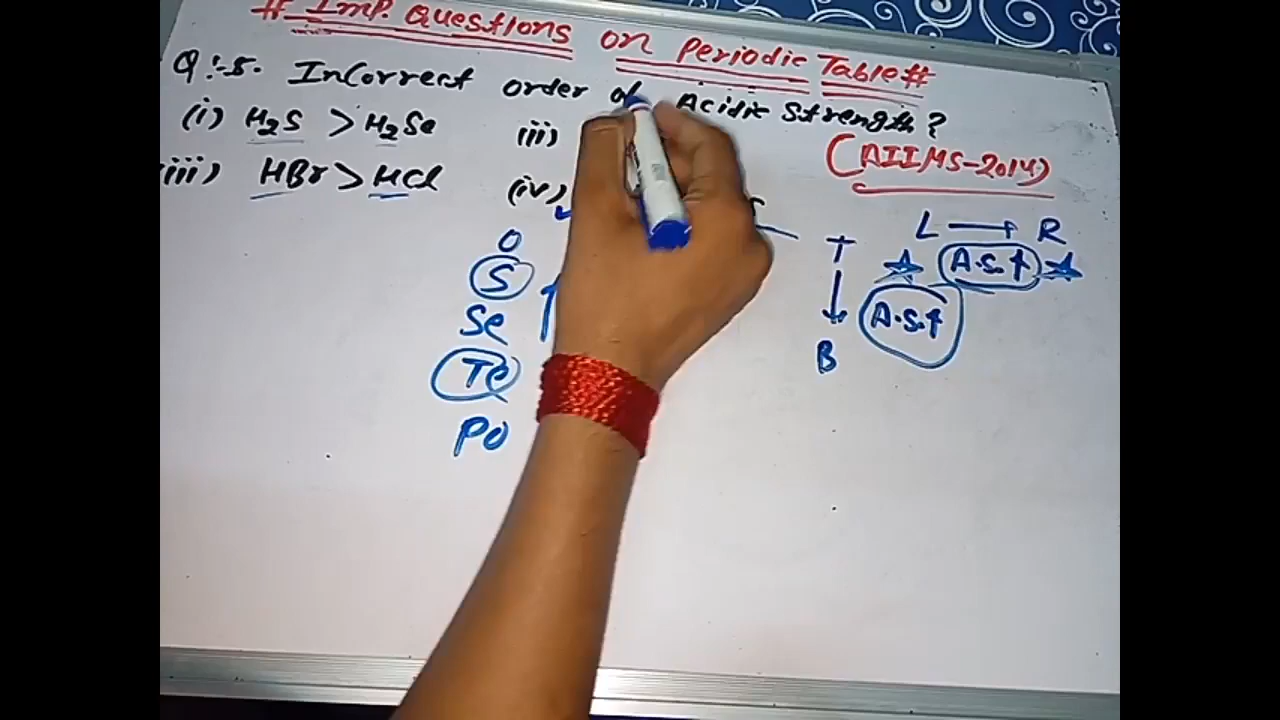 # Imp. Questions on Periodic Table #
Q:-5. InCorrect order of Acidic Strength?
(i) H2S > H2Se (ii)
(AIIMS-2014)
(iii) HBr > HCl (iv)
L → R
O T A.S.↑
S A.S.↑
Se
Te B
Po